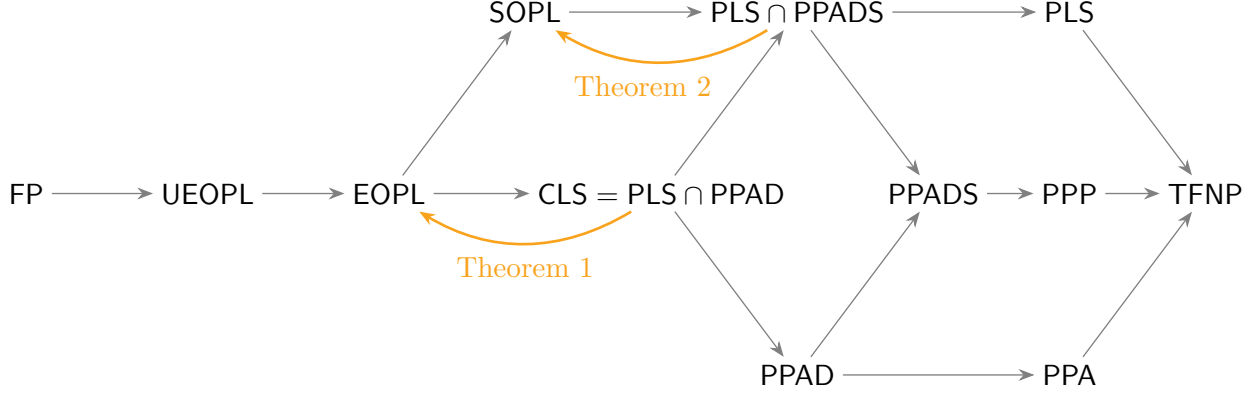 SOPL PLS ∩ PPADS PLS
Theorem 2
FP UEOPL EOPL CLS = PLS ∩ PPAD PPADS PPP TFNP
Theorem 1
PPAD PPA